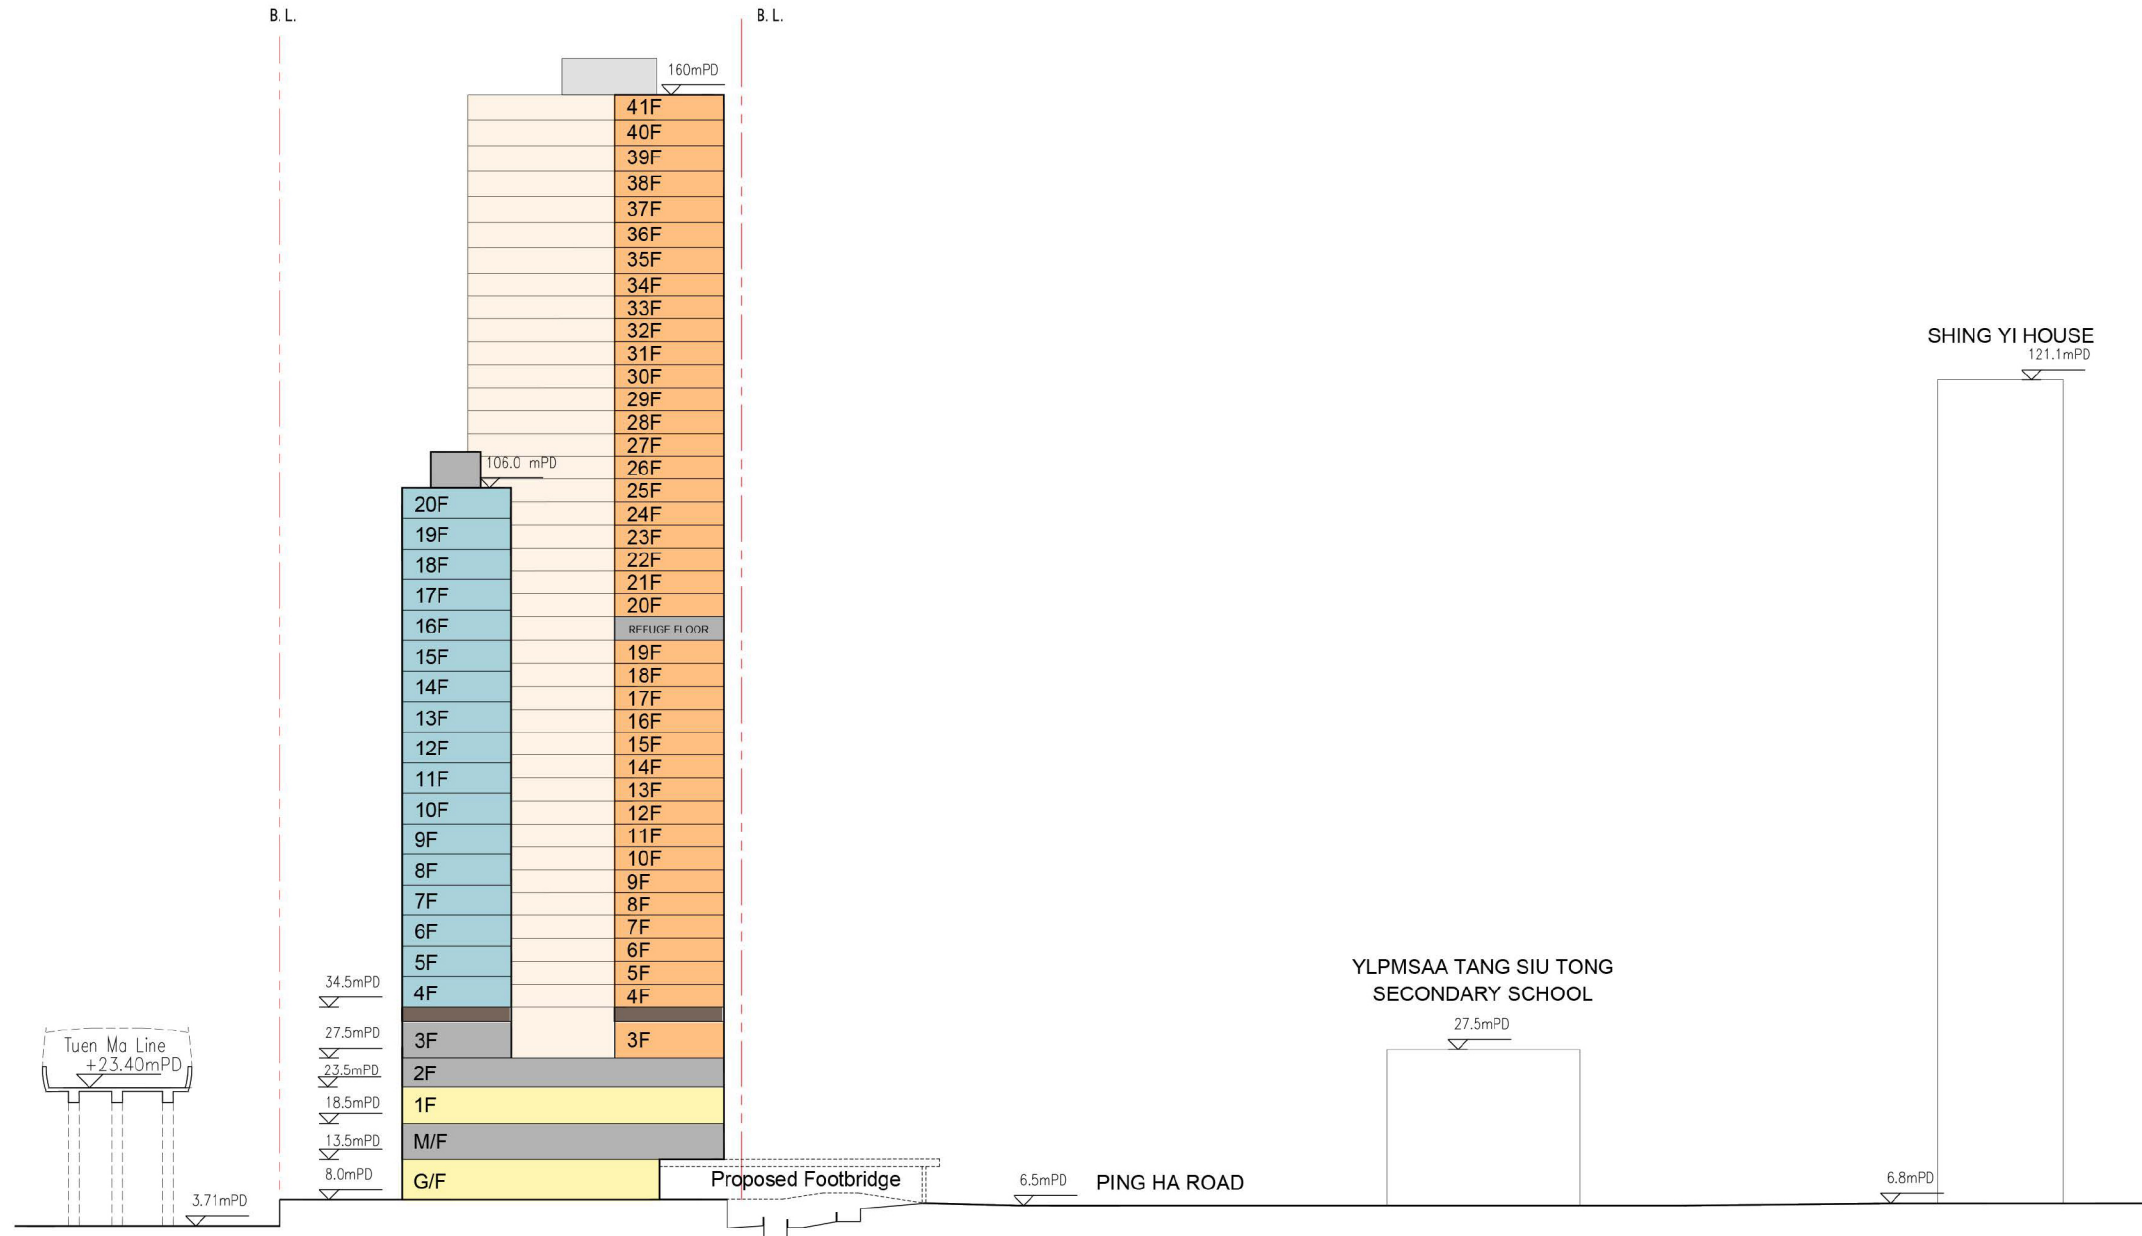 B.L.
B.L.
160mPD
41F
40F
39F
38F
37F
36F
35F
34F
33F
32F
31F
30F
29F
28F
27F
26F
25F
24F
23F
22F
21F
20F
REFUGE FLOOR
19F
18F
17F
16F
15F
14F
13F
12F
11F
10F
9F
8F
7F
6F
5F
4F
3F
106.0 mPD
20F
19F
18F
17F
16F
15F
14F
13F
12F
11F
10F
9F
8F
7F
6F
5F
4F
3F
2F
1F
M/F
G/F
34.5mPD
27.5mPD
23.5mPD
18.5mPD
13.5mPD
8.0mPD
Tuen Ma Line
+23.40mPD
3.71mPD
Proposed Footbridge
6.5mPD
PING HA ROAD
YLPMSAA TANG SIU TONG
SECONDARY SCHOOL
27.5mPD
SHING YI HOUSE
121.1mPD
6.8mPD